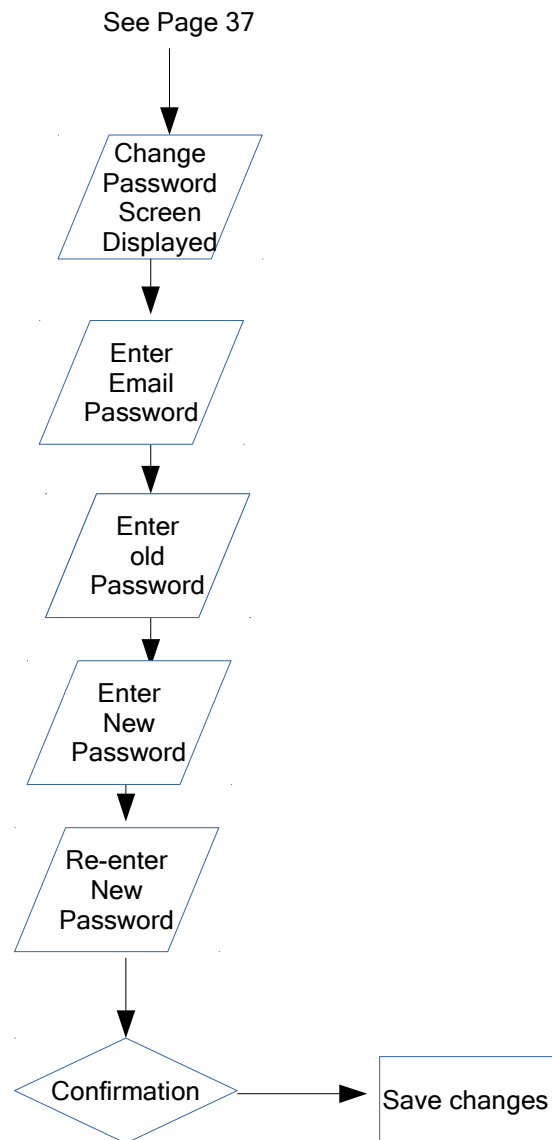 See Page 37
Change
Password
Screen
Displayed
Enter
Email
Password
Enter
old
Password
Enter
New
Password
Re-enter
New
Password
Confirmation
Save changes